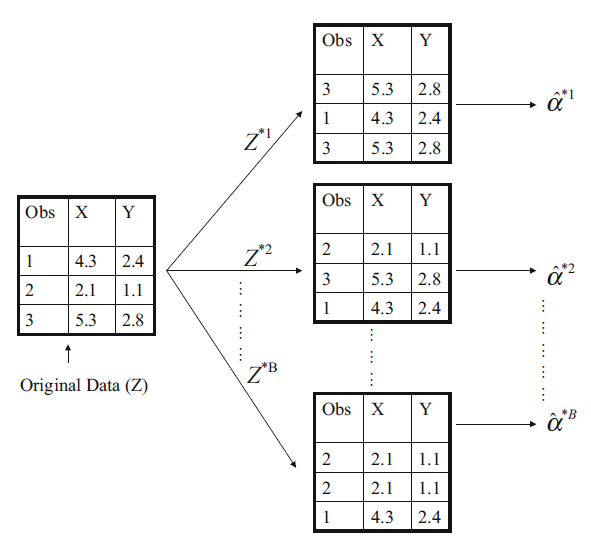 Obs X Y
3 5.3 2.8
1 4.3 2.4
3 5.3 2.8
α̂*1
Z*1
Obs X Y
1 4.3 2.4
2 2.1 1.1
3 5.3 2.8
Original Data (Z)
Z*2
Obs X Y
2 2.1 1.1
3 5.3 2.8
1 4.3 2.4
α̂*2
Z*B
Obs X Y
2 2.1 1.1
2 2.1 1.1
1 4.3 2.4
α̂*B